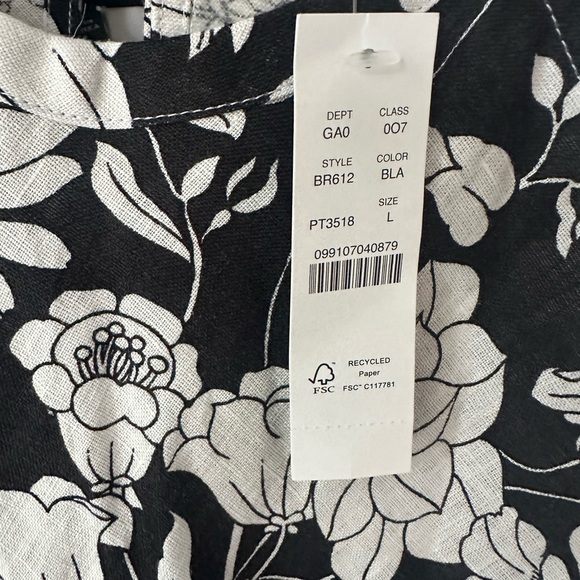 DEPT CLASS
GA0 007
STYLE COLOR
BR612 BLA
SIZE
PT3518 L
099107040879
RECYCLED
Paper
FSC FSC™ C117781